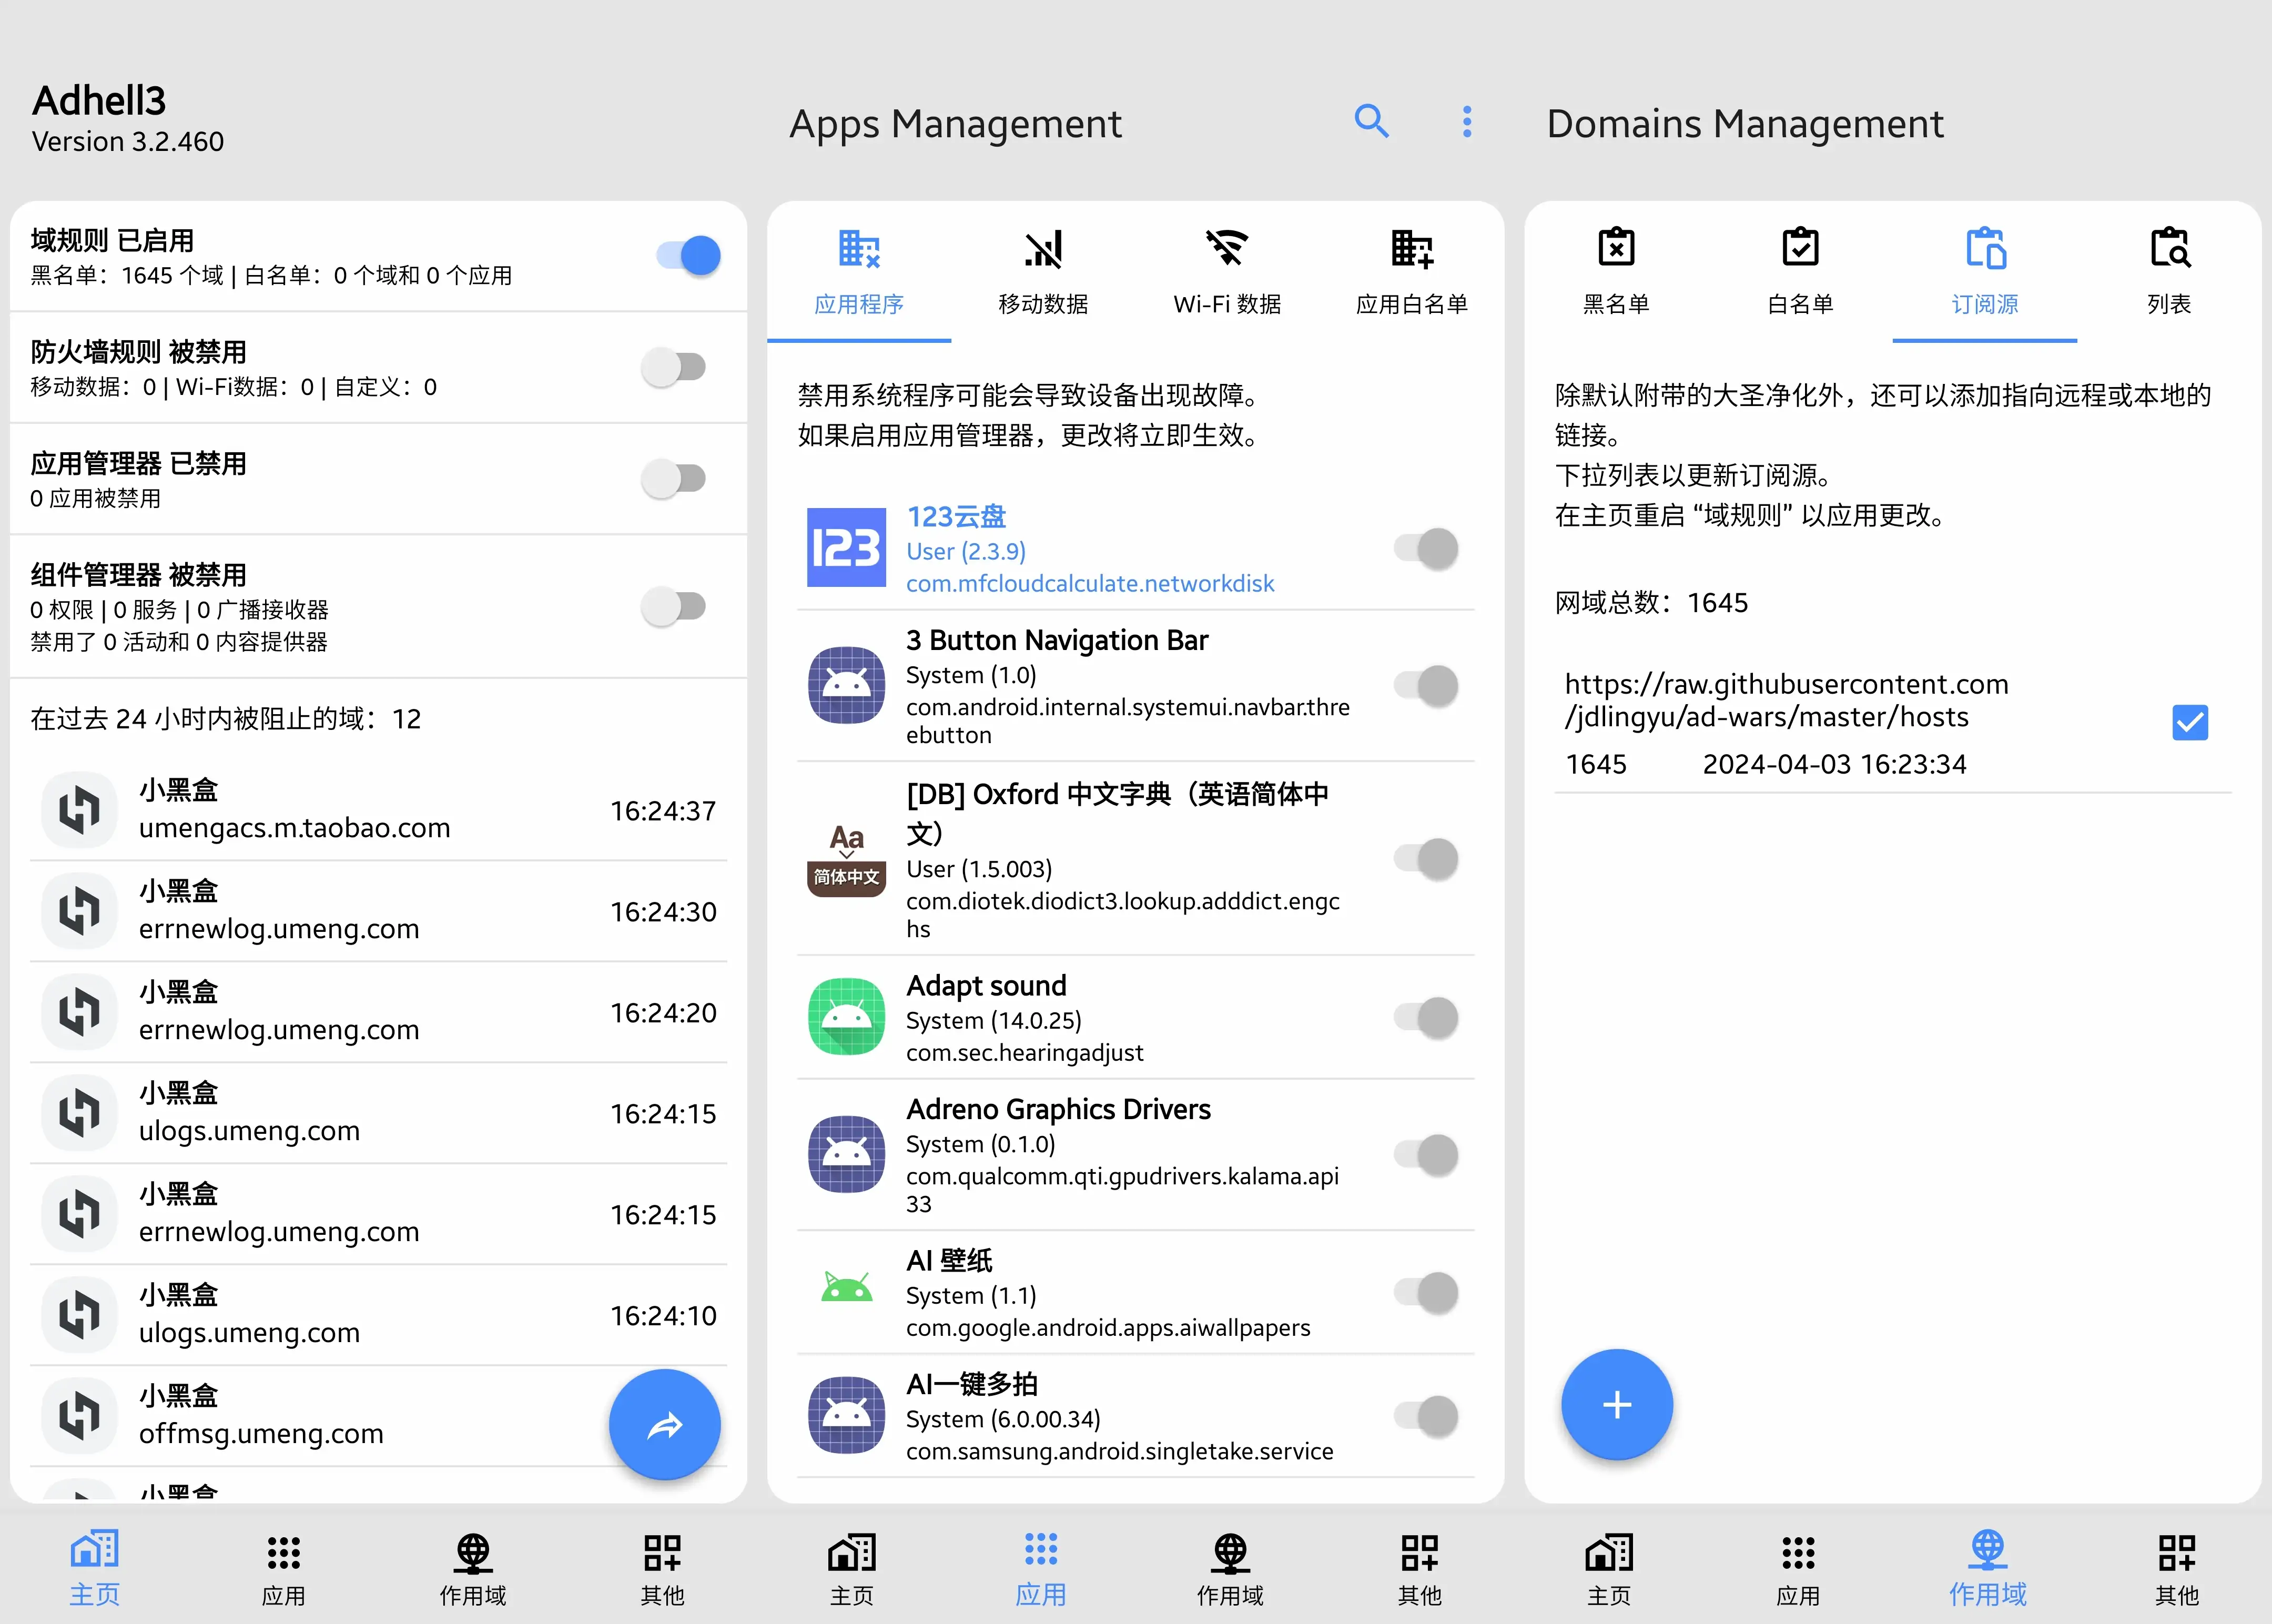 Adhell3
Version 3.2.460
域规则 已启用
黑名单：1645 个域 | 白名单：0 个域和 0 个应用
防火墙规则 被禁用
移动数据：0 | Wi-Fi数据：0 | 自定义：0
应用管理器 已禁用
0 应用被禁用
组件管理器 被禁用
0 权限 | 0 服务 | 0 广播接收器
禁用了 0 活动和 0 内容提供器
在过去 24 小时内被阻止的域：12
小黑盒
umengacs.m.taobao.com
16:24:37
小黑盒
errnewlog.umeng.com
16:24:30
小黑盒
errnewlog.umeng.com
16:24:20
小黑盒
ulogs.umeng.com
16:24:15
小黑盒
errnewlog.umeng.com
16:24:15
小黑盒
ulogs.umeng.com
16:24:10
小黑盒
offmsg.umeng.com
小黑盒
主页
应用
作用域
其他
Apps Management
应用程序
移动数据
Wi-Fi 数据
应用白名单
禁用系统程序可能会导致设备出现故障。
如果启用应用管理器，更改将立即生效。
123
123云盘
User (2.3.9)
com.mfcloudcalculate.networkdisk
3 Button Navigation Bar
System (1.0)
com.android.internal.systemui.navbar.thre
ebutton
Aa
简体中文
[DB] Oxford 中文字典（英语简体中
文）
User (1.5.003)
com.diotek.diodict3.lookup.adddict.engc
hs
Adapt sound
System (14.0.25)
com.sec.hearingadjust
Adreno Graphics Drivers
System (0.1.0)
com.qualcomm.qti.gpudrivers.kalama.api
33
AI 壁纸
System (1.1)
com.google.android.apps.aiwallpapers
AI一键多拍
System (6.0.00.34)
com.samsung.android.singletake.service
主页
应用
作用域
其他
Domains Management
黑名单
白名单
订阅源
列表
除默认附带的大圣净化外，还可以添加指向远程或本地的
链接。
下拉列表以更新订阅源。
在主页重启 “域规则” 以应用更改。
网域总数：1645
https://raw.githubusercontent.com
/jdlingyu/ad-wars/master/hosts
1645 2024-04-03 16:23:34
主页
应用
作用域
其他